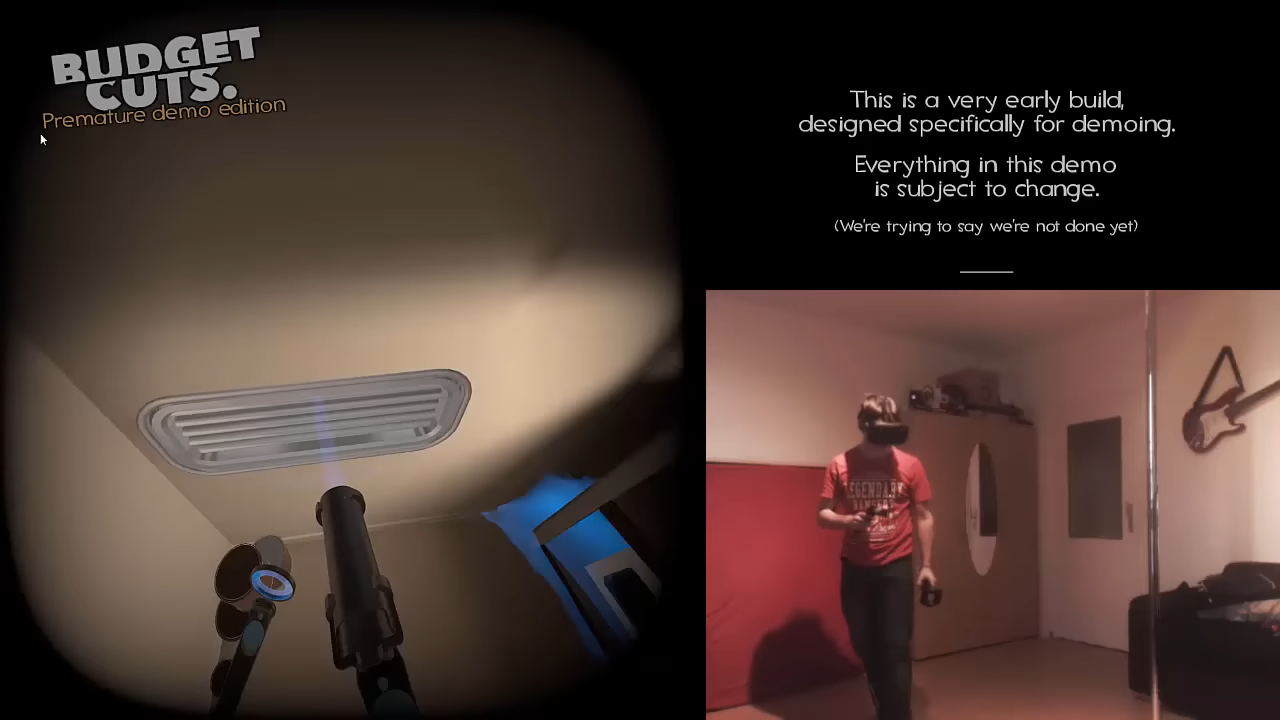 BUDGET
CUTS.
Premature demo edition
This is a very early build,
designed specifically for demoing.
Everything in this demo
is subject to change.
(We're trying to say we're not done yet)
LEGENDARY